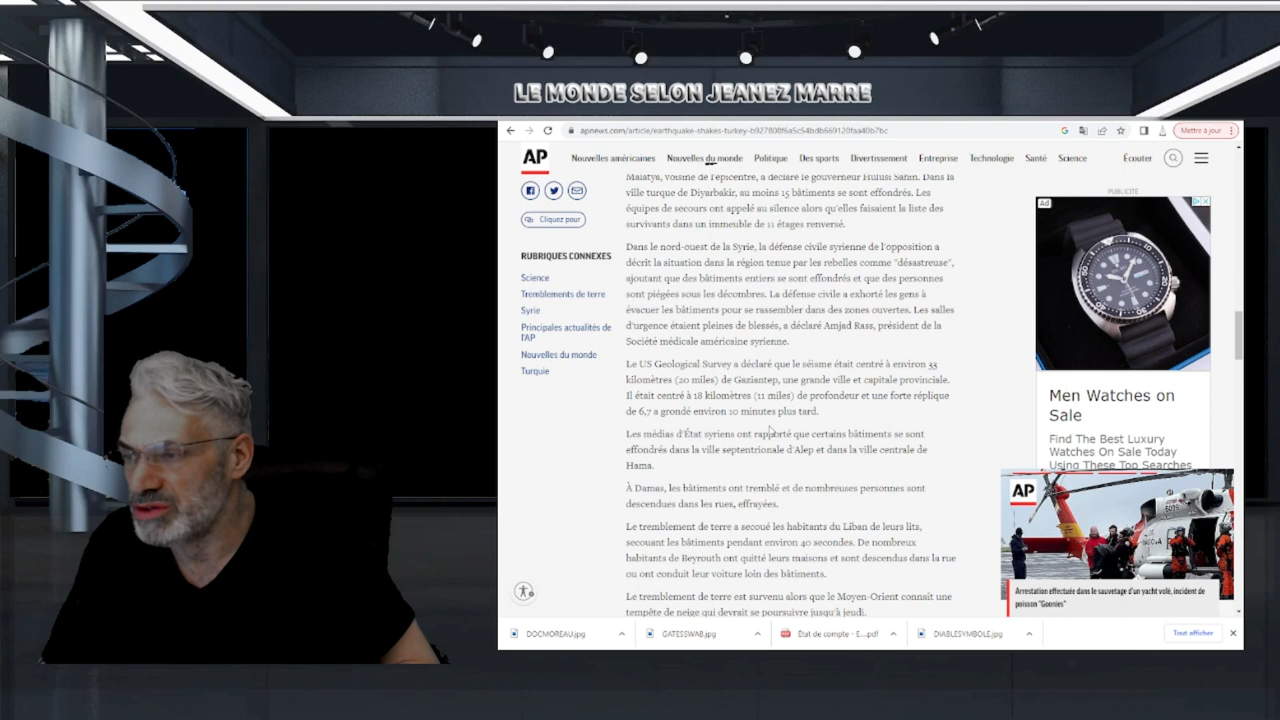 LE MONDE SELON JEANEZ MARRE
apnews.com/article/earthquake-shakes-turkey-b927808f6a5c54bdb669120faa40b7bc
Mettre à jour
AP
Nouvelles américaines Nouvelles du monde Politique Des sports Divertissement Entreprise Technologie Santé Science Écouter
Cliquez pour
RUBRIQUES CONNEXES
Science
Tremblements de terre
Syrie
Principales actualités de
l'AP
Nouvelles du monde
Turquie
Malatya, voisine de l'épicentre, a déclaré le gouverneur Hulusi Sahin. Dans la
ville turque de Diyarbakir, au moins 15 bâtiments se sont effondrés. Les
équipes de secours ont appelé au silence alors qu'elles faisaient la liste des
survivants dans un immeuble de 11 étages renversé.
Dans le nord-ouest de la Syrie, la défense civile syrienne de l'opposition a
décrit la situation dans la région tenue par les rebelles comme "désastreuse",
ajoutant que des bâtiments entiers se sont effondrés et que des personnes
sont piégées sous les décombres. La défense civile a exhorté les gens à
évacuer les bâtiments pour se rassembler dans des zones ouvertes. Les salles
d'urgence étaient pleines de blessés, a déclaré Amjad Rass, président de la
Société médicale américaine syrienne.
Le US Geological Survey a déclaré que le séisme était centré à environ 33
kilomètres (20 miles) de Gaziantep, une grande ville et capitale provinciale.
Il était centré à 18 kilomètres (11 miles) de profondeur et une forte réplique
de 6,7 a grondé environ 10 minutes plus tard.
Les médias d'État syriens ont rapporté que certains bâtiments se sont
effondrés dans la ville septentrionale d'Alep et dans la ville centrale de
Hama.
À Damas, les bâtiments ont tremblé et de nombreuses personnes sont
descendues dans les rues, effrayées.
Le tremblement de terre a secoué les habitants du Liban de leurs lits,
secouant les bâtiments pendant environ 40 secondes. De nombreux
habitants de Beyrouth ont quitté leurs maisons et sont descendus dans la rue
ou ont conduit leur voiture loin des bâtiments.
Le tremblement de terre est survenu alors que le Moyen-Orient connaît une
tempête de neige qui devrait se poursuivre jusqu'à jeudi.
PUBLICITÉ
Ad
Men Watches on
Sale
Find The Best Luxury
Watches On Sale Today
Using These Top Searches
AP
Arrestation effectuée dans le sauvetage d'un yacht volé, incident de
poisson "Goonies"
DOCMOREAU.jpg
GATESSWAB.jpg
État de compte - E....pdf
DIABLESYMBOLE.jpg
Tout afficher